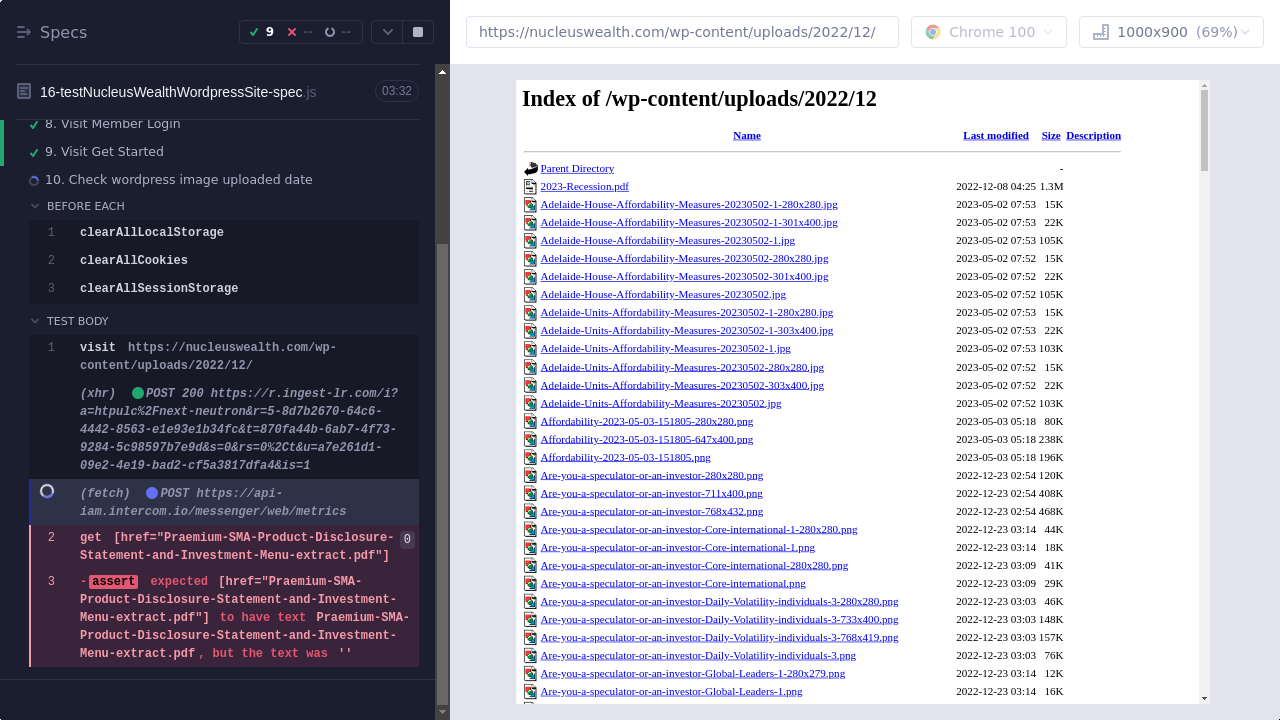 Specs
9 -- --
16-testNucleusWealthWordpressSite-spec.js 03:32
8. Visit Member Login
9. Visit Get Started
10. Check wordpress image uploaded date
BEFORE EACH
1 clearAllLocalStorage
2 clearAllCookies
3 clearAllSessionStorage
TEST BODY
1 visit https://nucleuswealth.com/wp-
content/uploads/2022/12/
(xhr) POST 200 https://r.ingest-lr.com/i?
a=htpulc%2Fnext-neutron&r=5-8d7b2670-64c6-
4442-8563-e1e93e1b34fc&t=870fa44b-6ab7-4f73-
9284-5c98597b7e9d&s=0&rs=0%2Ct&u=a7e261d1-
09e2-4e19-bad2-cf5a3817dfa4&is=1
(fetch) POST https://api-
iam.intercom.io/messenger/web/metrics
2 get [href="Praemium-SMA-Product-Disclosure- 0
Statement-and-Investment-Menu-extract.pdf"]
3 -assert expected [href="Praemium-SMA-
Product-Disclosure-Statement-and-Investment-
Menu-extract.pdf"] to have text Praemium-SMA-
Product-Disclosure-Statement-and-Investment-
Menu-extract.pdf, but the text was ''
https://nucleuswealth.com/wp-content/uploads/2022/12/
Chrome 100
1000x900 (69%)
Index of /wp-content/uploads/2022/12
Name Last modified Size Description
Parent Directory -
2023-Recession.pdf 2022-12-08 04:25 1.3M
Adelaide-House-Affordability-Measures-20230502-1-280x280.jpg 2023-05-02 07:53 15K
Adelaide-House-Affordability-Measures-20230502-1-301x400.jpg 2023-05-02 07:53 22K
Adelaide-House-Affordability-Measures-20230502-1.jpg 2023-05-02 07:53 105K
Adelaide-House-Affordability-Measures-20230502-280x280.jpg 2023-05-02 07:52 15K
Adelaide-House-Affordability-Measures-20230502-301x400.jpg 2023-05-02 07:52 22K
Adelaide-House-Affordability-Measures-20230502.jpg 2023-05-02 07:52 105K
Adelaide-Units-Affordability-Measures-20230502-1-280x280.jpg 2023-05-02 07:53 15K
Adelaide-Units-Affordability-Measures-20230502-1-303x400.jpg 2023-05-02 07:53 22K
Adelaide-Units-Affordability-Measures-20230502-1.jpg 2023-05-02 07:53 103K
Adelaide-Units-Affordability-Measures-20230502-280x280.jpg 2023-05-02 07:52 15K
Adelaide-Units-Affordability-Measures-20230502-303x400.jpg 2023-05-02 07:52 22K
Adelaide-Units-Affordability-Measures-20230502.jpg 2023-05-02 07:52 103K
Affordability-2023-05-03-151805-280x280.png 2023-05-03 05:18 80K
Affordability-2023-05-03-151805-647x400.png 2023-05-03 05:18 238K
Affordability-2023-05-03-151805.png 2023-05-03 05:18 196K
Are-you-a-speculator-or-an-investor-280x280.png 2022-12-23 02:54 120K
Are-you-a-speculator-or-an-investor-711x400.png 2022-12-23 02:54 408K
Are-you-a-speculator-or-an-investor-768x432.png 2022-12-23 02:54 468K
Are-you-a-speculator-or-an-investor-Core-international-1-280x280.png 2022-12-23 03:14 44K
Are-you-a-speculator-or-an-investor-Core-international-1.png 2022-12-23 03:14 18K
Are-you-a-speculator-or-an-investor-Core-international-280x280.png 2022-12-23 03:09 41K
Are-you-a-speculator-or-an-investor-Core-international.png 2022-12-23 03:09 29K
Are-you-a-speculator-or-an-investor-Daily-Volatility-individuals-3-280x280.png 2022-12-23 03:03 46K
Are-you-a-speculator-or-an-investor-Daily-Volatility-individuals-3-733x400.png 2022-12-23 03:03 148K
Are-you-a-speculator-or-an-investor-Daily-Volatility-individuals-3-768x419.png 2022-12-23 03:03 157K
Are-you-a-speculator-or-an-investor-Daily-Volatility-individuals-3.png 2022-12-23 03:03 76K
Are-you-a-speculator-or-an-investor-Global-Leaders-1-280x279.png 2022-12-23 03:14 12K
Are-you-a-speculator-or-an-investor-Global-Leaders-1.png 2022-12-23 03:14 16K